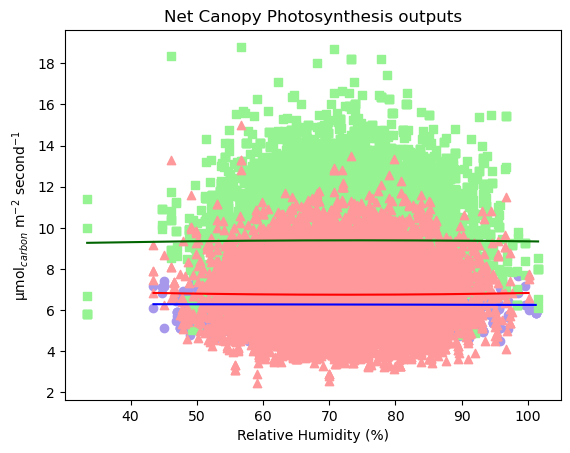 Net Canopy Photosynthesis outputs
18
16
14
12
10
8
6
4
2
μmol_carbon m⁻² second⁻¹
40 50 60 70 80 90 100
Relative Humidity (%)